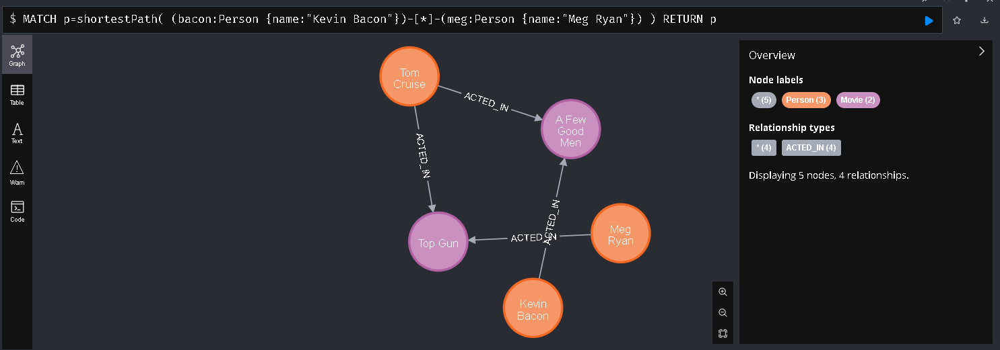 $ MATCH p=shortestPath( (bacon:Person {name:"Kevin Bacon"})-[*]-(meg:Person {name:"Meg Ryan"}) ) RETURN p
Graph
Table
Text
Warn
Code
Tom
Cruise
ACTED_IN
A Few
Good
Men
ACTED_IN
ACTED_IN
Top Gun
ACTED_IN
Meg
Ryan
Kevin
Bacon
Overview
Node labels
* (5) Person (3) Movie (2)
Relationship types
* (4) ACTED_IN (4)
Displaying 5 nodes, 4 relationships.